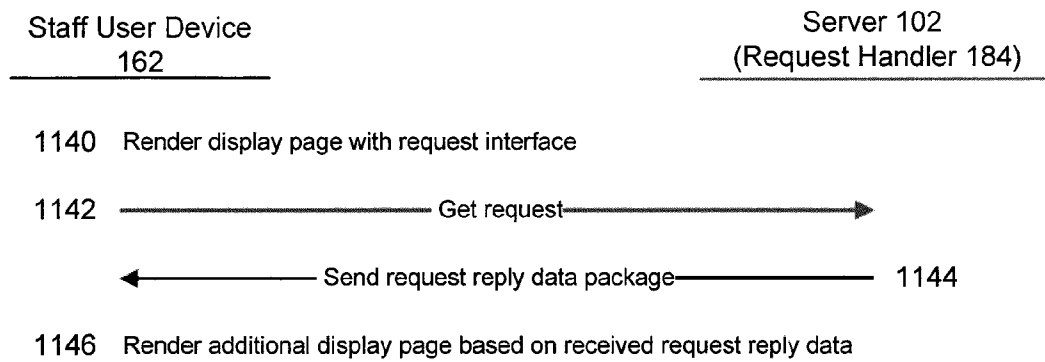 Staff User Device
162
Server 102
(Request Handler 184)
1140 Render display page with request interface
1142 Get request
Send request reply data package 1144
1146 Render additional display page based on received request reply data